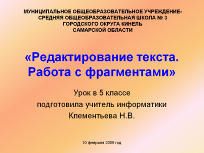 МУНИЦИПАЛЬНОЕ ОБЩЕОБРАЗОВАТЕЛЬНОЕ УЧРЕЖДЕНИЕ-
СРЕДНЯЯ ОБЩЕОБРАЗОВАТЕЛЬНАЯ ШКОЛА № 3
ГОРОДСКОГО ОКРУГА КИНЕЛЬ
САМАРСКОЙ ОБЛАСТИ
«Редактирование текста.
Работа с фрагментами»
Урок в 5 классе
подготовила учитель информатики
Клементьева Н.В.
10 февраля 2009 год